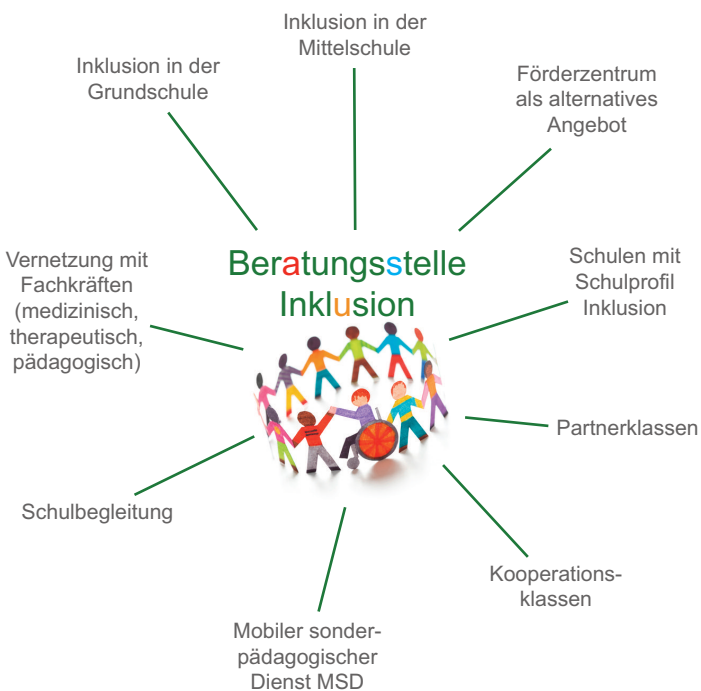 Inklusion in der
Mittelschule
Inklusion in der
Grundschule
Förderzentrum
als alternatives
Angebot
Vernetzung mit
Fachkräften
(medizinisch,
therapeutisch,
pädagogisch)
Beratungsstelle
Inklusion
Schulen mit
Schulprofil
Inklusion
Partnerklassen
Schulbegleitung
Kooperations-
klassen
Mobiler sonder-
pädagogischer
Dienst MSD